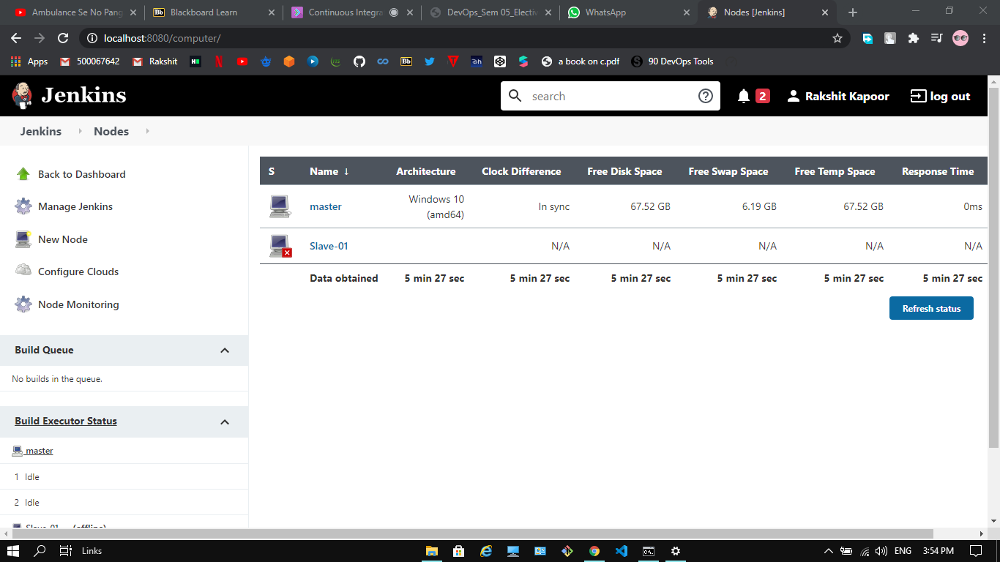 Ambulance Se No Pang
Blackboard Learn
Continuous Integra
DevOps_Sem 05_Electiv
WhatsApp
Nodes [Jenkins]
localhost:8080/computer/
Apps 500067642 Rakshit a book on c.pdf 90 DevOps Tools
Jenkins search 2 Rakshit Kapoor log out
Jenkins Nodes
Back to Dashboard
Manage Jenkins
New Node
Configure Clouds
Node Monitoring
Build Queue
No builds in the queue.
Build Executor Status
master
1 Idle
2 Idle
Slave-01 (offline)
S Name ↓ Architecture Clock Difference Free Disk Space Free Swap Space Free Temp Space Response Time
master Windows 10 (amd64) In sync 67.52 GB 6.19 GB 67.52 GB 0ms
Slave-01 N/A N/A N/A N/A N/A
Data obtained 5 min 27 sec 5 min 27 sec 5 min 27 sec 5 min 27 sec 5 min 27 sec 5 min 27 sec
Refresh status
Links ENG 3:54 PM